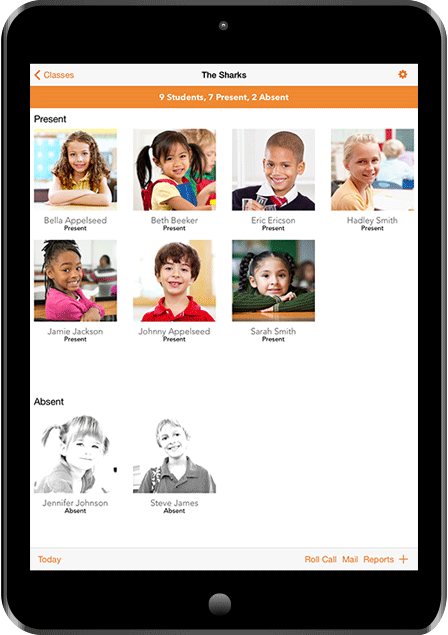 Classes
The Sharks
9 Students, 7 Present, 2 Absent
Present
Bella Appelseed
Present
Beth Beeker
Present
Eric Ericson
Present
Hadley Smith
Present
Jamie Jackson
Present
Johnny Appelseed
Present
Sarah Smith
Present
Absent
Jennifer Johnson
Absent
Steve James
Absent
Today
Roll Call Mail Reports +